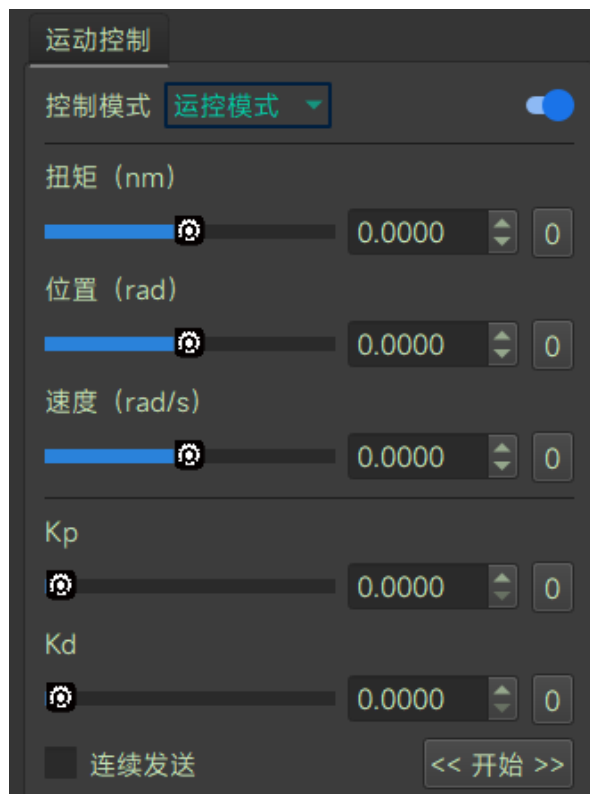 运动控制
控制模式 运控模式
扭矩（nm）
0.0000 0
位置（rad）
0.0000 0
速度（rad/s）
0.0000 0
Kp
0.0000 0
Kd
0.0000 0
连续发送 << 开始 >>